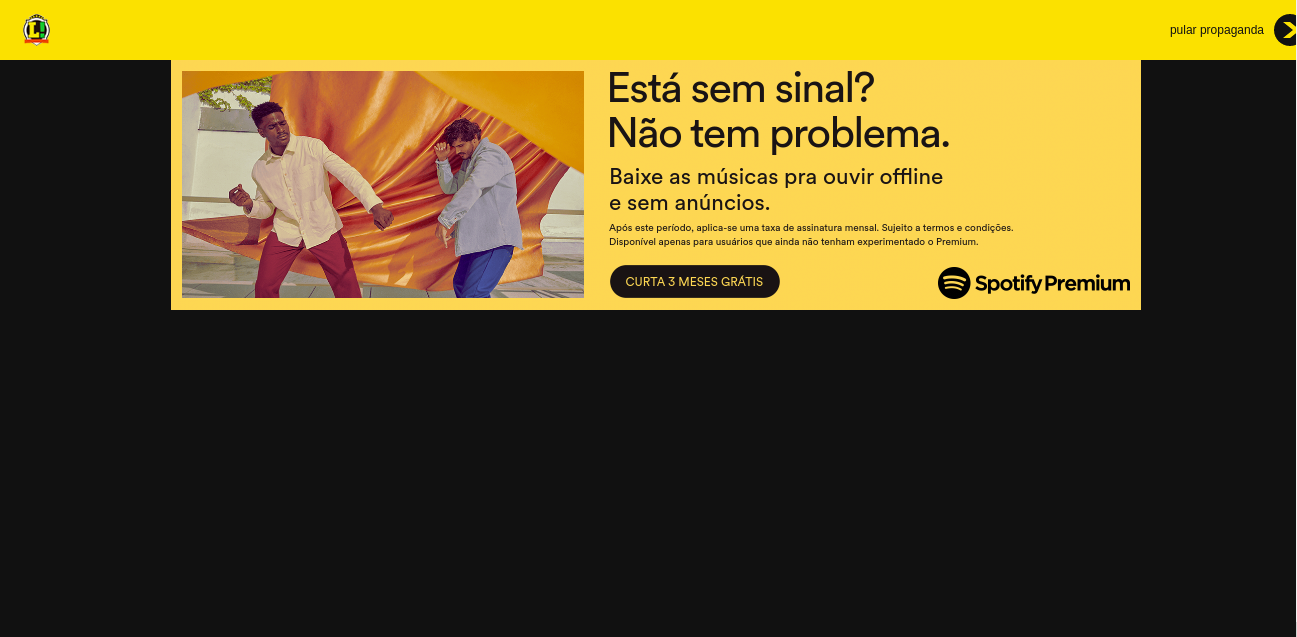 L!
pular propaganda
Está sem sinal?
Não tem problema.
Baixe as músicas pra ouvir offline
e sem anúncios.
Após este período, aplica-se uma taxa de assinatura mensal. Sujeito a termos e condições.
Disponível apenas para usuários que ainda não tenham experimentado o Premium.
CURTA 3 MESES GRÁTIS
Spotify Premium